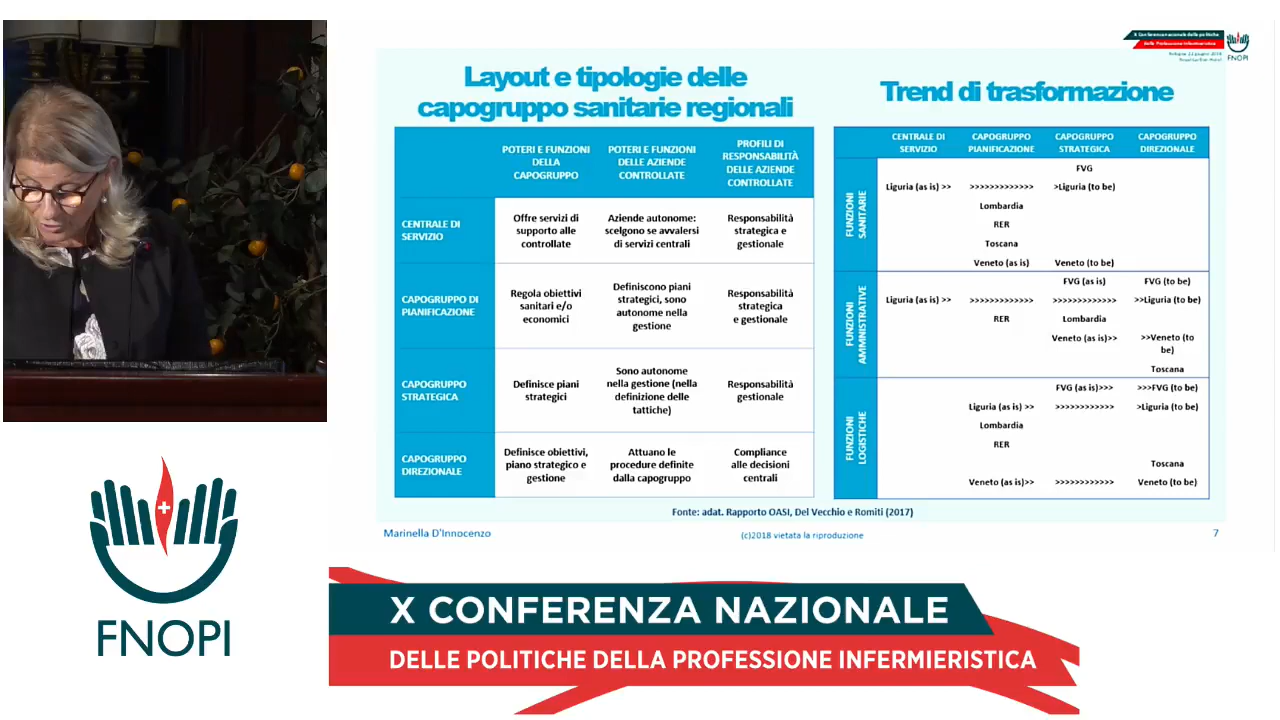 X Conferenza nazionale delle politiche
della Professione Infermieristica
FNOPI
Layout e tipologie delle
capogruppo sanitarie regionali
POTERI E FUNZIONI
DELLA
CAPOGRUPPO
POTERI E FUNZIONI
DELLE AZIENDE
CONTROLLATE
PROFILI DI
RESPONSABILITÀ
DELLE AZIENDE
CONTROLLATE
CENTRALE DI
SERVIZIO
Offre servizi di
supporto alle
controllate
Aziende autonome:
scelgono se avvalersi
di servizi centrali
Responsabilità
strategica e
gestionale
CAPOGRUPPO DI
PIANIFICAZIONE
Regola obiettivi
sanitari e/o
economici
Definiscono piani
strategici, sono
autonome nella
gestione
Responsabilità
strategica
e gestionale
CAPOGRUPPO
STRATEGICA
Definisce piani
strategici
Sono autonome
nella gestione (nella
definizione delle
tattiche)
Responsabilità
gestionale
CAPOGRUPPO
DIREZIONALE
Definisce obiettivi,
piano strategico e
gestione
Attuano le
procedure definite
dalla capogruppo
Compliance
alle decisioni
centrali
Trend di trasformazione
CENTRALE DI
SERVIZIO
CAPOGRUPPO
PIANIFICAZIONE
CAPOGRUPPO
STRATEGICA
CAPOGRUPPO
DIREZIONALE
FUNZIONI
SANITARIE
FVG
Liguria (as is) >> >>>>>>>>>>>>> >Liguria (to be)
Lombardia
RER
Toscana
Veneto (as is) Veneto (to be)
FUNZIONI
AMMNISTRATIVE
FVG (as is) FVG (to be)
Liguria (as is) >> >>>>>>>>>>>>> >>>>>>>>>>>>> >>Liguria (to be)
RER Lombardia
Veneto (as is)>> >>Veneto (to
be)
Toscana
FUNZIONI
LOGISTICHE
FVG (as is)>>> >>>FVG (to be)
Liguria (as is) >> >>>>>>>>>>>> >Liguria (to be)
Lombardia
RER
Toscana
Veneto (as is)>> >>>>>>>>>>>> Veneto (to be)
Fonte: adat. Rapporto OASI, Del Vecchio e Romiti (2017)
Marinella D'Innocenzo (c)2018 vietata la riproduzione 7
FNOPI
X CONFERENZA NAZIONALE
DELLE POLITICHE DELLA PROFESSIONE INFERMIERISTICA